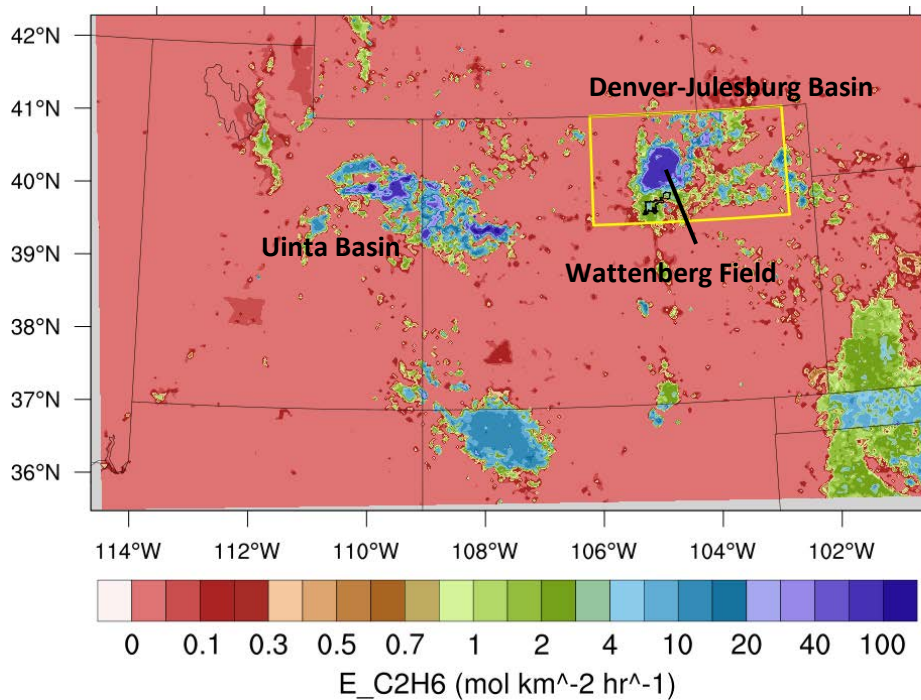 42°N
41°N
40°N
39°N
38°N
37°N
36°N
Denver-Julesburg Basin
Uinta Basin
Wattenberg Field
114°W 112°W 110°W 108°W 106°W 104°W 102°W
0 0.1 0.3 0.5 0.7 1 2 4 10 20 40 100
E_C2H6 (mol km^-2 hr^-1)